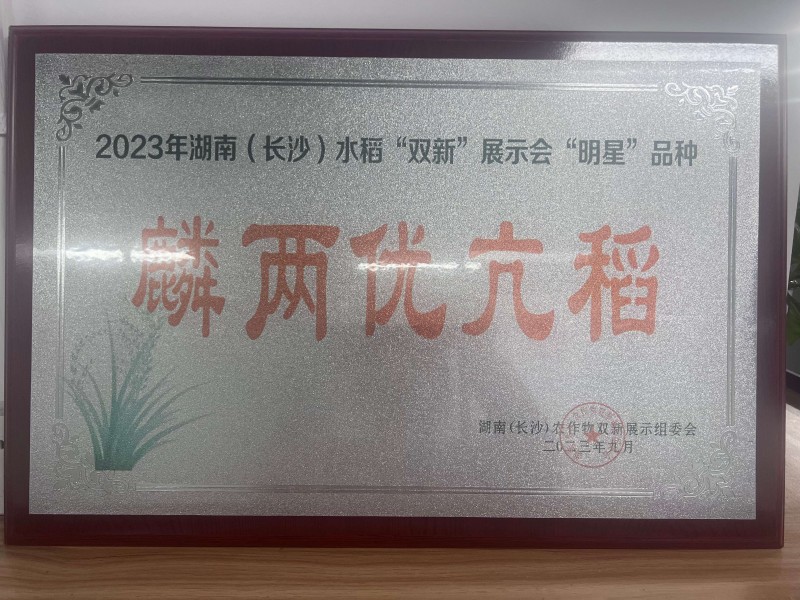 2023年湖南（长沙）水稻“双新”展示会“明星”品种
麟两优亢稻
湖南(长沙)农作物双新展示组委会
二〇二三年九月